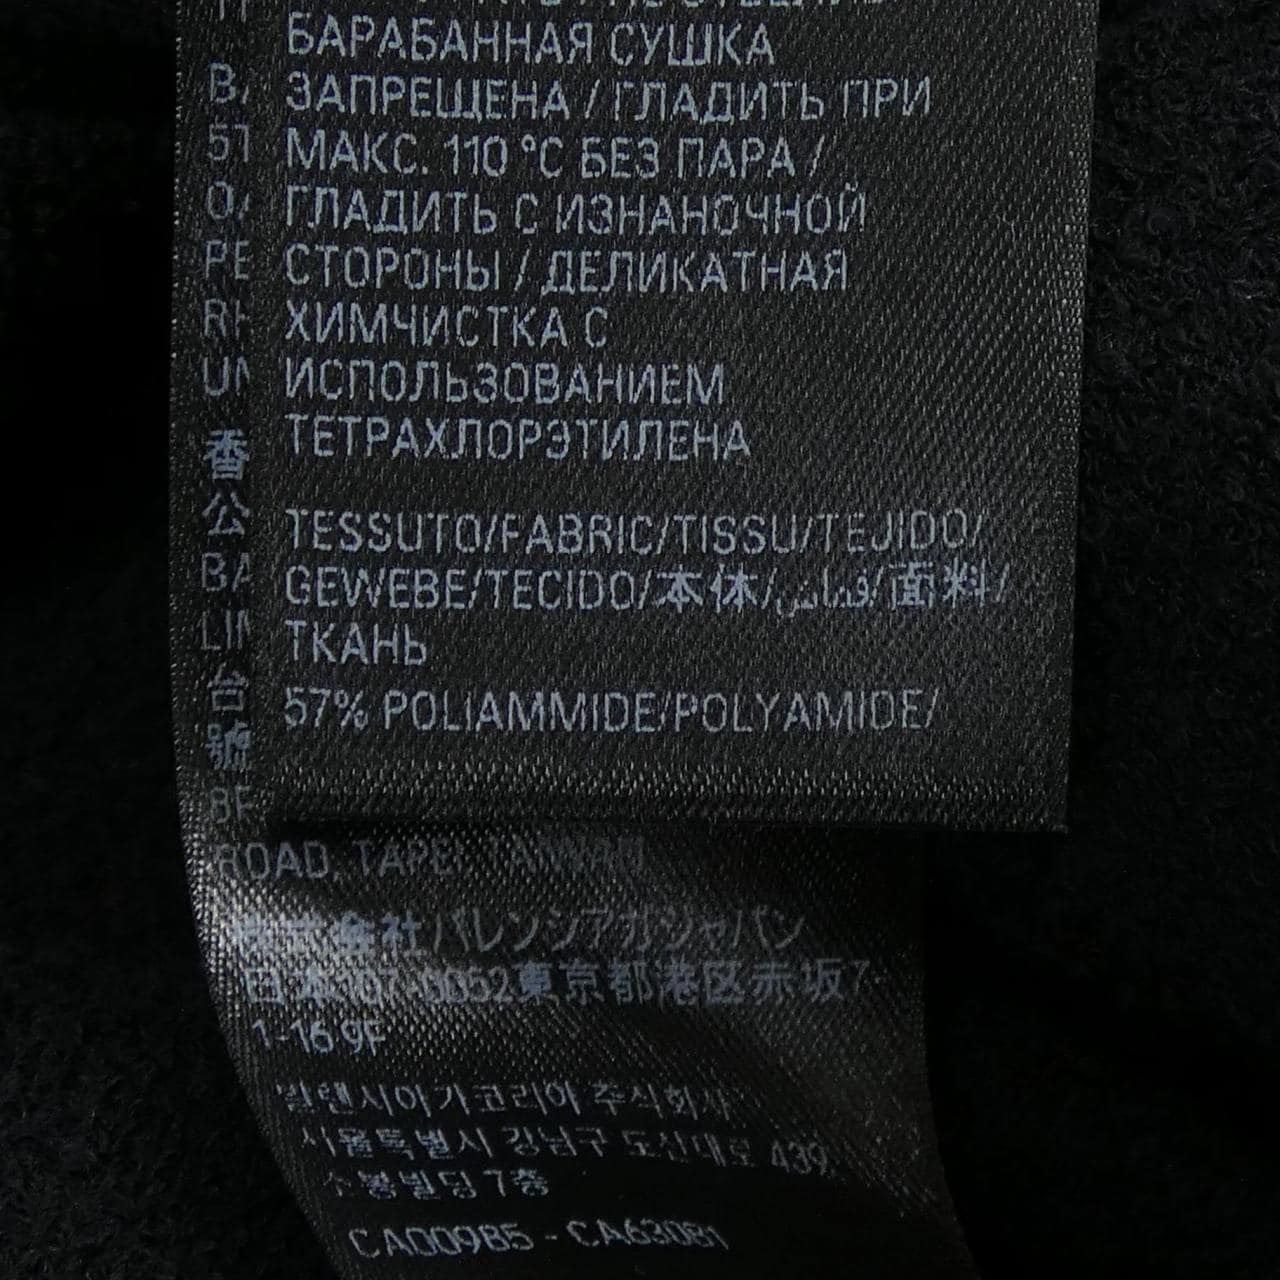 БАРАБАННАЯ СУШКА
ЗАПРЕЩЕНА / ГЛАДИТЬ ПРИ
МАКС. 110 °C БЕЗ ПАРА /
ГЛАДИТЬ С ИЗНАНОЧНОЙ
СТОРОНЫ / ДЕЛИКАТНАЯ
ХИМЧИСТКА С
ИСПОЛЬЗОВАНИЕМ
ТЕТРАХЛОРЭТИЛЕНА
TESSUTO/FABRIC/TISSU/TEJIDO/
GEWEBE/TECIDO/本体/قماش/面料/
ТКАНЬ
57% POLIAMMIDE/POLYAMIDE/
香
公
台
號
ROAD TAPEI TAIWAN
株式会社バレンシアガジャパン
日本107-0052東京都港区赤坂7-
1-16 9F
발렌시아가코리아 주식회사
서울특별시 강남구 도산대로 439,
소봉빌딩 7층
CA00985 - CA63081